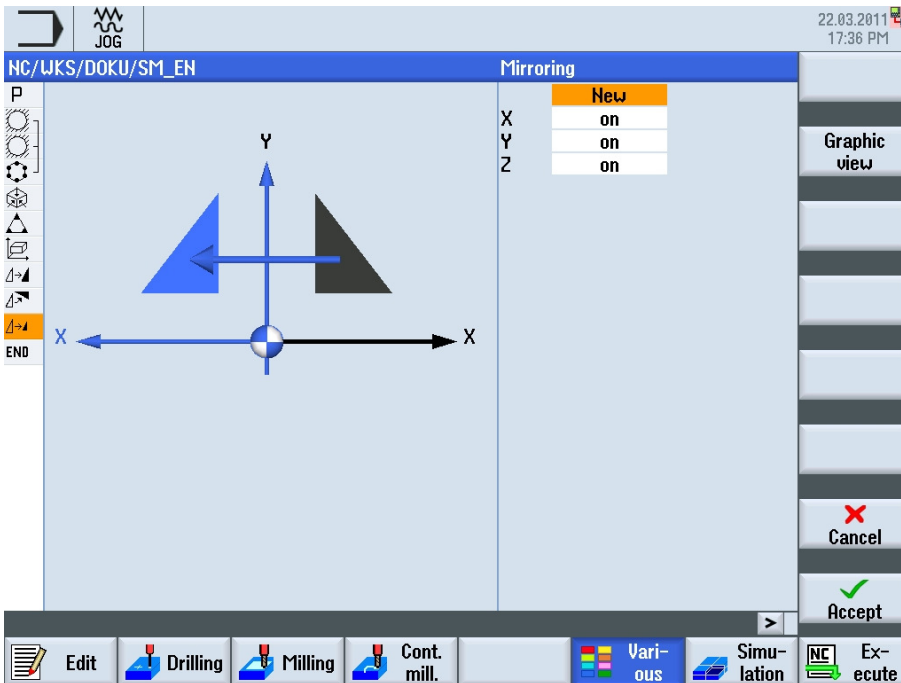 JOG
22.03.2011
17:36 PM
NC/WKS/DOKU/SM_EN
Mirroring
P
END
Y
X
X
New
X on
Y on
Z on
Graphic
view
Cancel
Accept
>
Edit
Drilling
Milling
Cont.
mill.
Vari-
ous
Simu-
lation
NC
Ex-
ecute